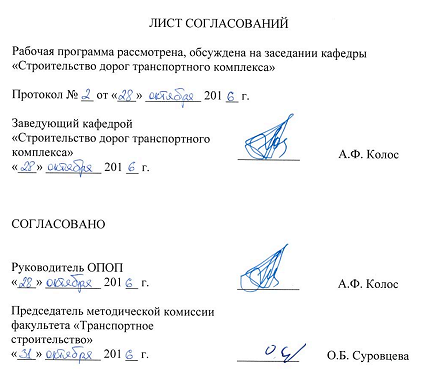 ЛИСТ СОГЛАСОВАНИЙ
Рабочая программа рассмотрена, обсуждена на заседании кафедры
«Строительство дорог транспортного комплекса»
Протокол № 2 от «28» октября 201 6 г.
Заведующий кафедрой
«Строительство дорог транспортного
комплекса»
А.Ф. Колос
«28» октября 201 6 г.
СОГЛАСОВАНО
Руководитель ОПОП
«28» октября 201 6 г. А.Ф. Колос
Председатель методической комиссии
факультета «Транспортное
строительство»
«31» октября 201 6 г. О.Б. Суровцева